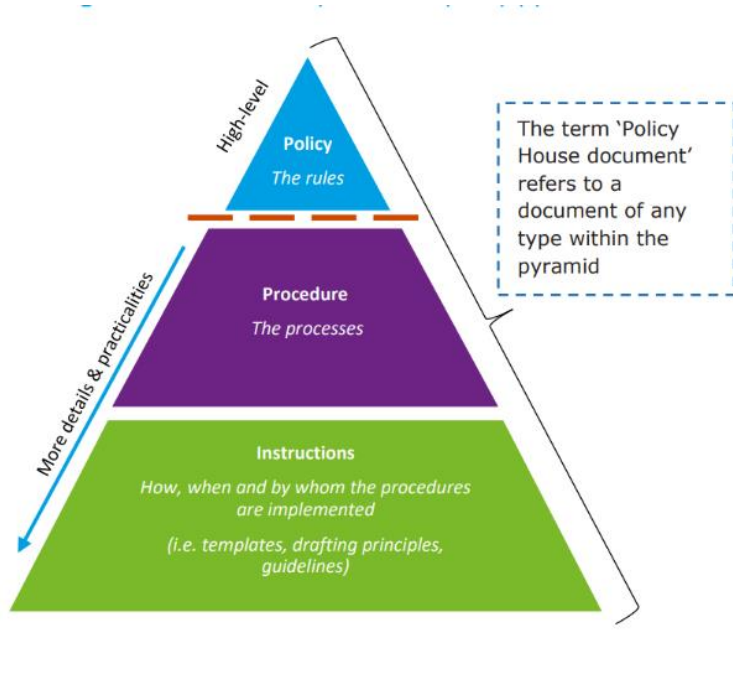 High-level
Policy
The rules
The term ‘Policy
House document’
refers to a
document of any
type within the
pyramid
More details & practicalities
Procedure
The processes
Instructions
How, when and by whom the procedures
are implemented
(i.e. templates, drafting principles,
guidelines)